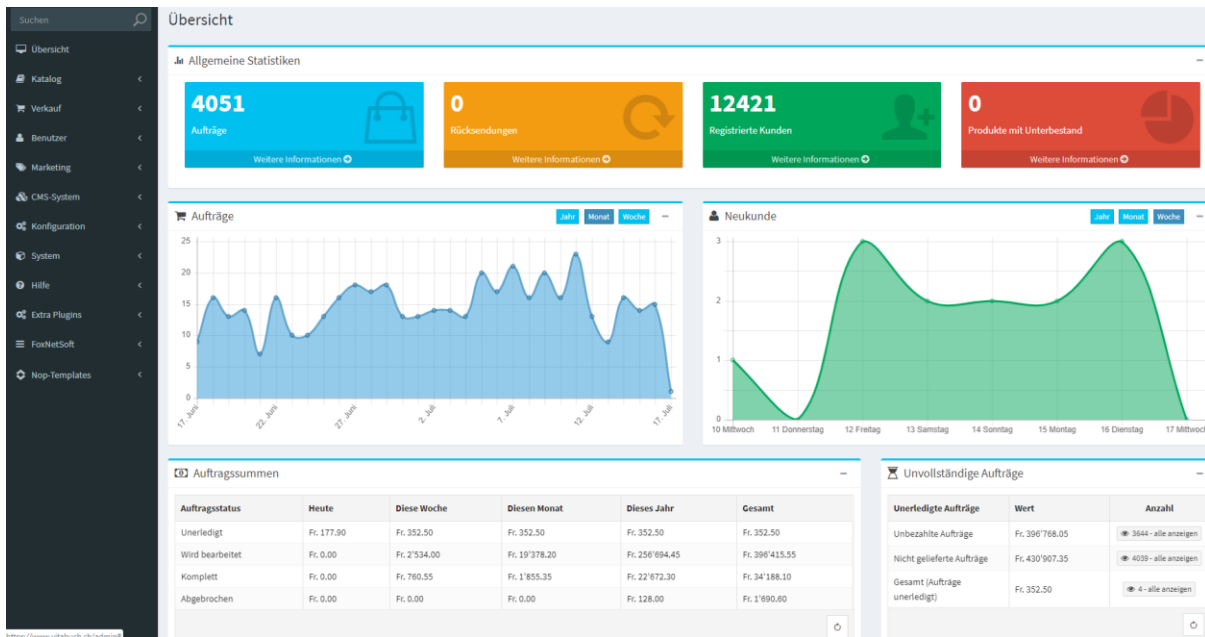 Suchen
Übersicht
Katalog
Verkauf
Benutzer
Marketing
CMS-System
Konfiguration
System
Hilfe
Extra Plugins
FoxNetSoft
Nop-Templates
Übersicht
Allgemeine Statistiken
4051
Aufträge
Weitere Informationen
0
Rücksendungen
Weitere Informationen
12421
Registrierte Kunden
Weitere Informationen
0
Produkte mit Unterbestand
Weitere Informationen
Aufträge
Jahr Monat Woche
25
20
15
10
5
0
17. Juni 22. Juni 27. Juni 2. Juli 7. Juli 12. Juli 17. Juli
Neukunde
Jahr Monat Woche
3
2
1
0
10 Mittwoch 11 Donnerstag 12 Freitag 13 Samstag 14 Sonntag 15 Montag 16 Dienstag 17 Mittwoch
Auftragssummen
Auftragsstatus Heute Diese Woche Diesen Monat Dieses Jahr Gesamt
Unerledigt Fr. 177.90 Fr. 352.50 Fr. 352.50 Fr. 352.50 Fr. 352.50
Wird bearbeitet Fr. 0.00 Fr. 2'534.00 Fr. 19'378.20 Fr. 256'694.45 Fr. 396'415.55
Komplett Fr. 0.00 Fr. 760.55 Fr. 1'855.35 Fr. 22'672.30 Fr. 34'188.10
Abgebrochen Fr. 0.00 Fr. 0.00 Fr. 0.00 Fr. 128.00 Fr. 1'690.60
Unvollständige Aufträge
Unerledigte Aufträge Wert Anzahl
Unbezahlte Aufträge Fr. 396'768.05 3644 - alle anzeigen
Nicht gelieferte Aufträge Fr. 430'907.35 4039 - alle anzeigen
Gesamt (Aufträge
unerledigt) Fr. 352.50 4 - alle anzeigen